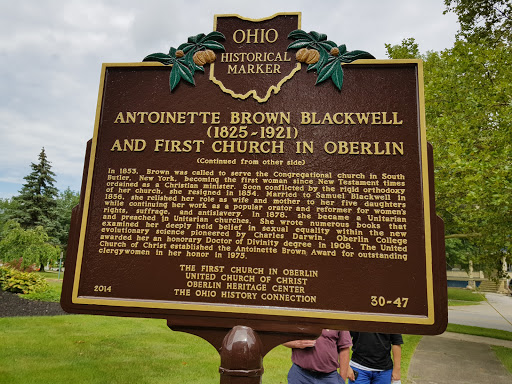 OHIO
HISTORICAL
MARKER
ANTOINETTE BROWN BLACKWELL
(1825-1921)
AND FIRST CHURCH IN OBERLIN
(Continued from other side)
In 1853, Brown was called to serve the Congregational church in South
Butler, New York, becoming the first woman since New Testament times
ordained as a Christian minister. Soon conflicted by the rigid orthodoxy
of her church, she resigned in 1854. Married to Samuel Blackwell in
1856, she relished her role as wife and mother to her five daughters
while continuing her work as a popular orator and reformer for women's
rights, suffrage, and antislavery. In 1878, she became a Unitarian
and preached in Unitarian churches. She wrote numerous books that
examined her deeply held belief in sexual equality within the new
evolutionary science pioneered by Charles Darwin. Oberlin College
awarded her an honorary Doctor of Divinity degree in 1908. The United
Church of Christ established the Antoinette Brown Award for outstanding
clergywomen in her honor in 1975.
THE FIRST CHURCH IN OBERLIN
UNITED CHURCH OF CHRIST
OBERLIN HERITAGE CENTER
THE OHIO HISTORY CONNECTION
2014
30-47